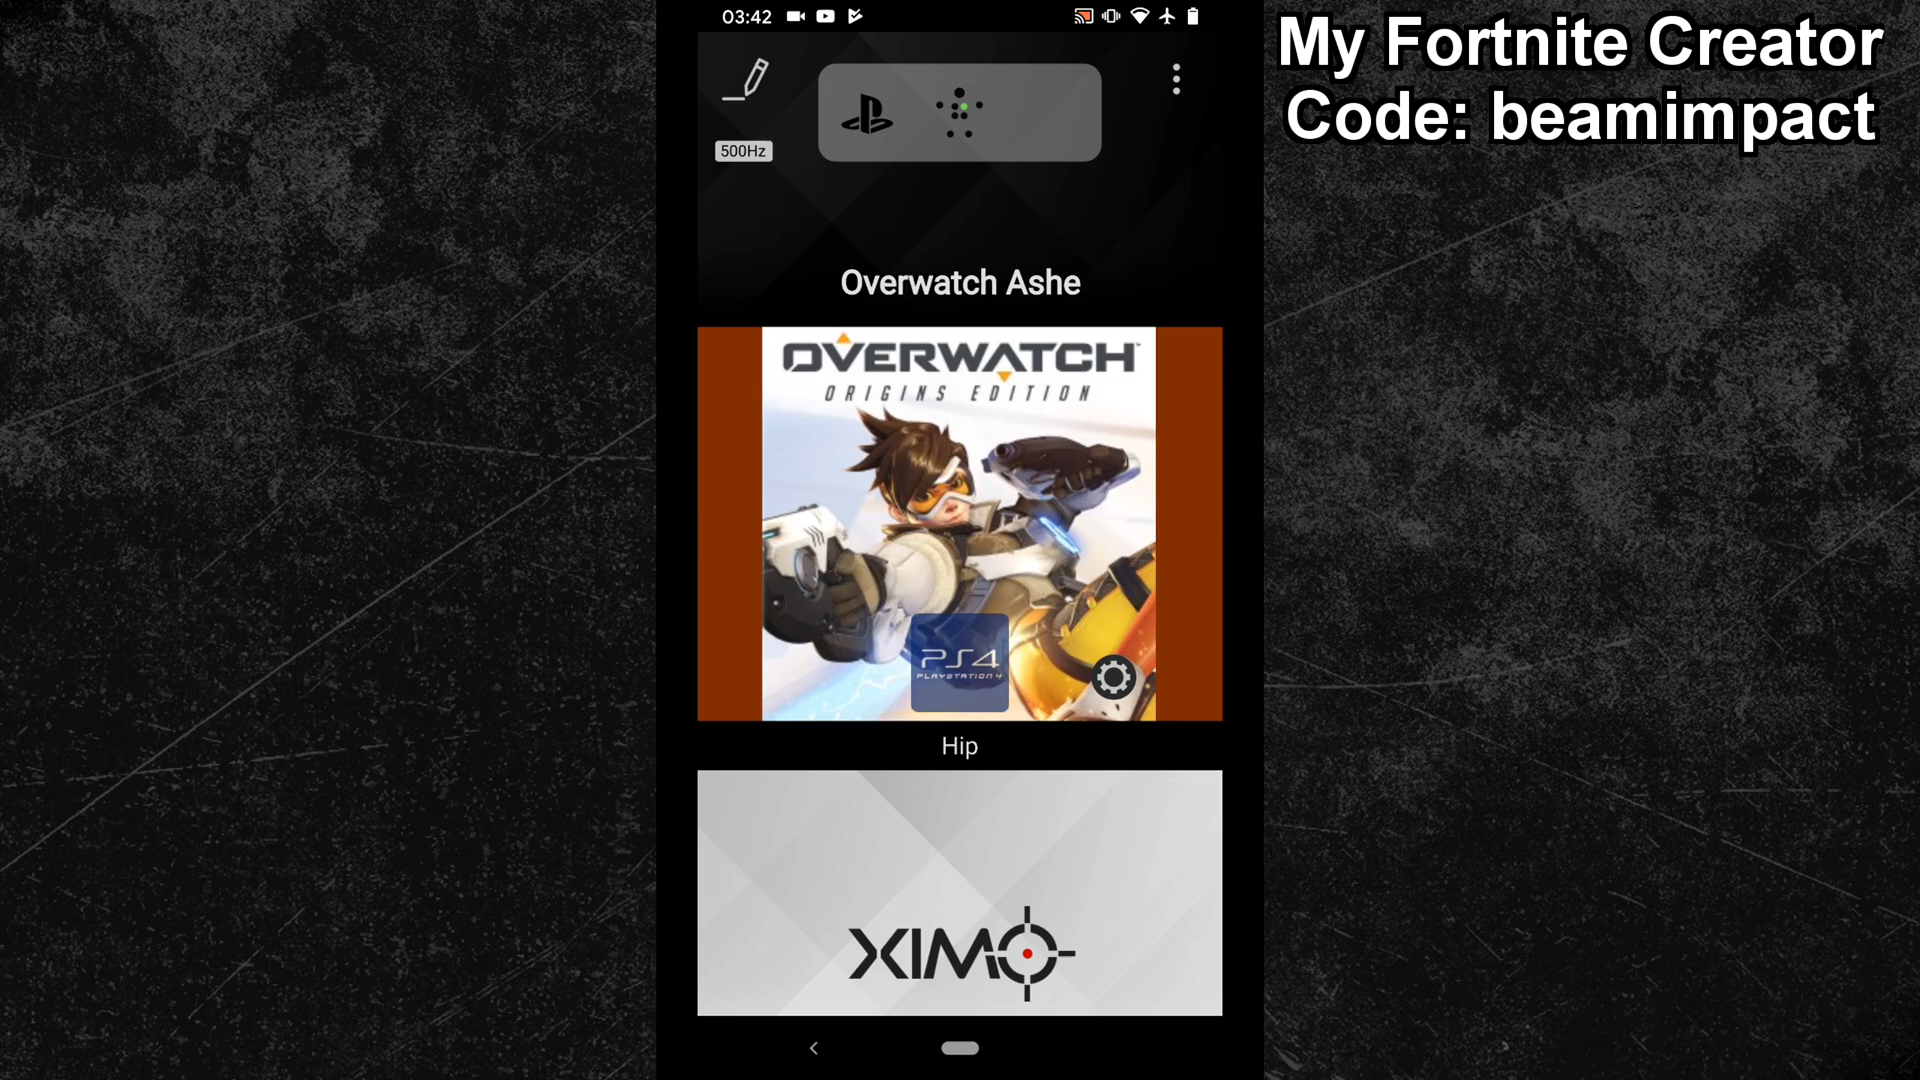 03:42
My Fortnite Creator
Code: beamimpact
500Hz
Overwatch Ashe
OVERWATCH
ORIGINS EDITION
PS4
PLAYSTATION 4
Hip
XIM